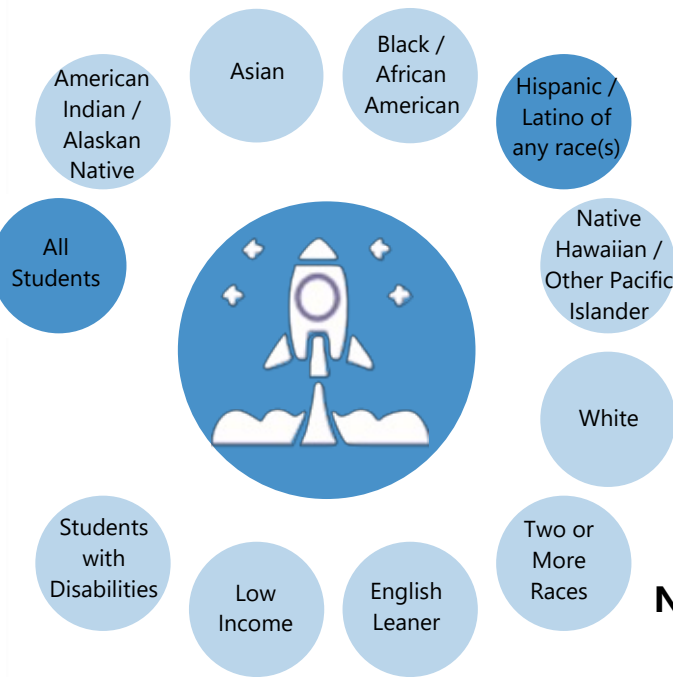 American
Indian /
Alaskan
Native
Asian
Black /
African
American
Hispanic /
Latino of
any race(s)
All
Students
Native
Hawaiian /
Other Pacific
Islander
White
Students
with
Disabilities
Low
Income
English
Leaner
Two or
More
Races
N